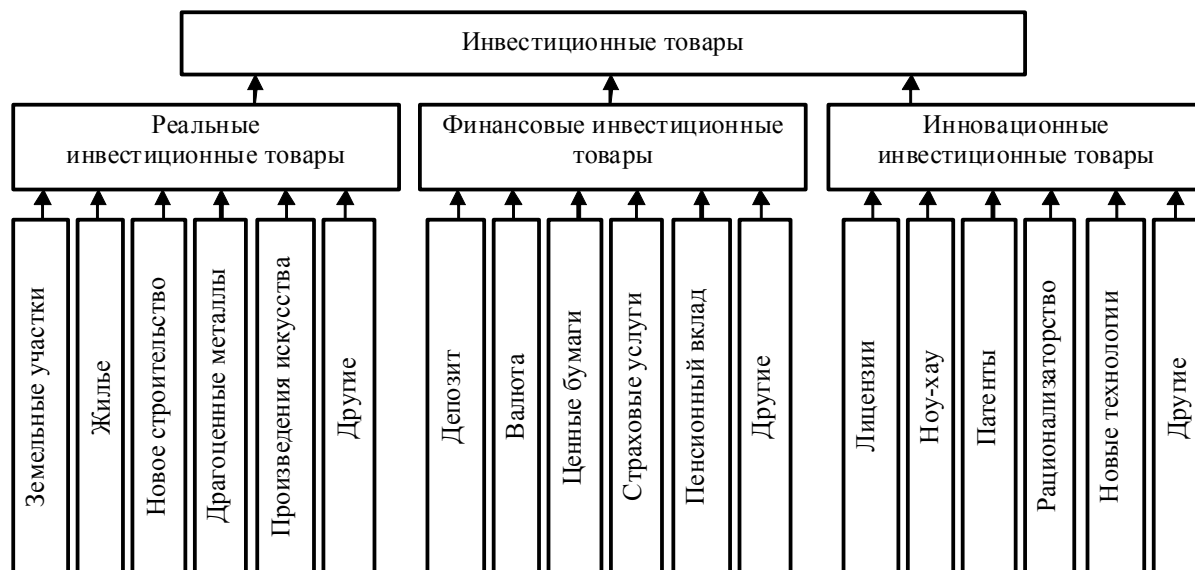 Инвестиционные товары
Реальные
инвестиционные товары
Финансовые инвестиционные
товары
Инновационные
инвестиционные товары
Земельные участки
Жилье
Новое строительство
Драгоценные металлы
Произведения искусства
Другие
Депозит
Валюта
Ценные бумаги
Страховые услуги
Пенсионный вклад
Другие
Лицензии
Ноу-хау
Патенты
Рационализаторство
Новые технологии
Другие